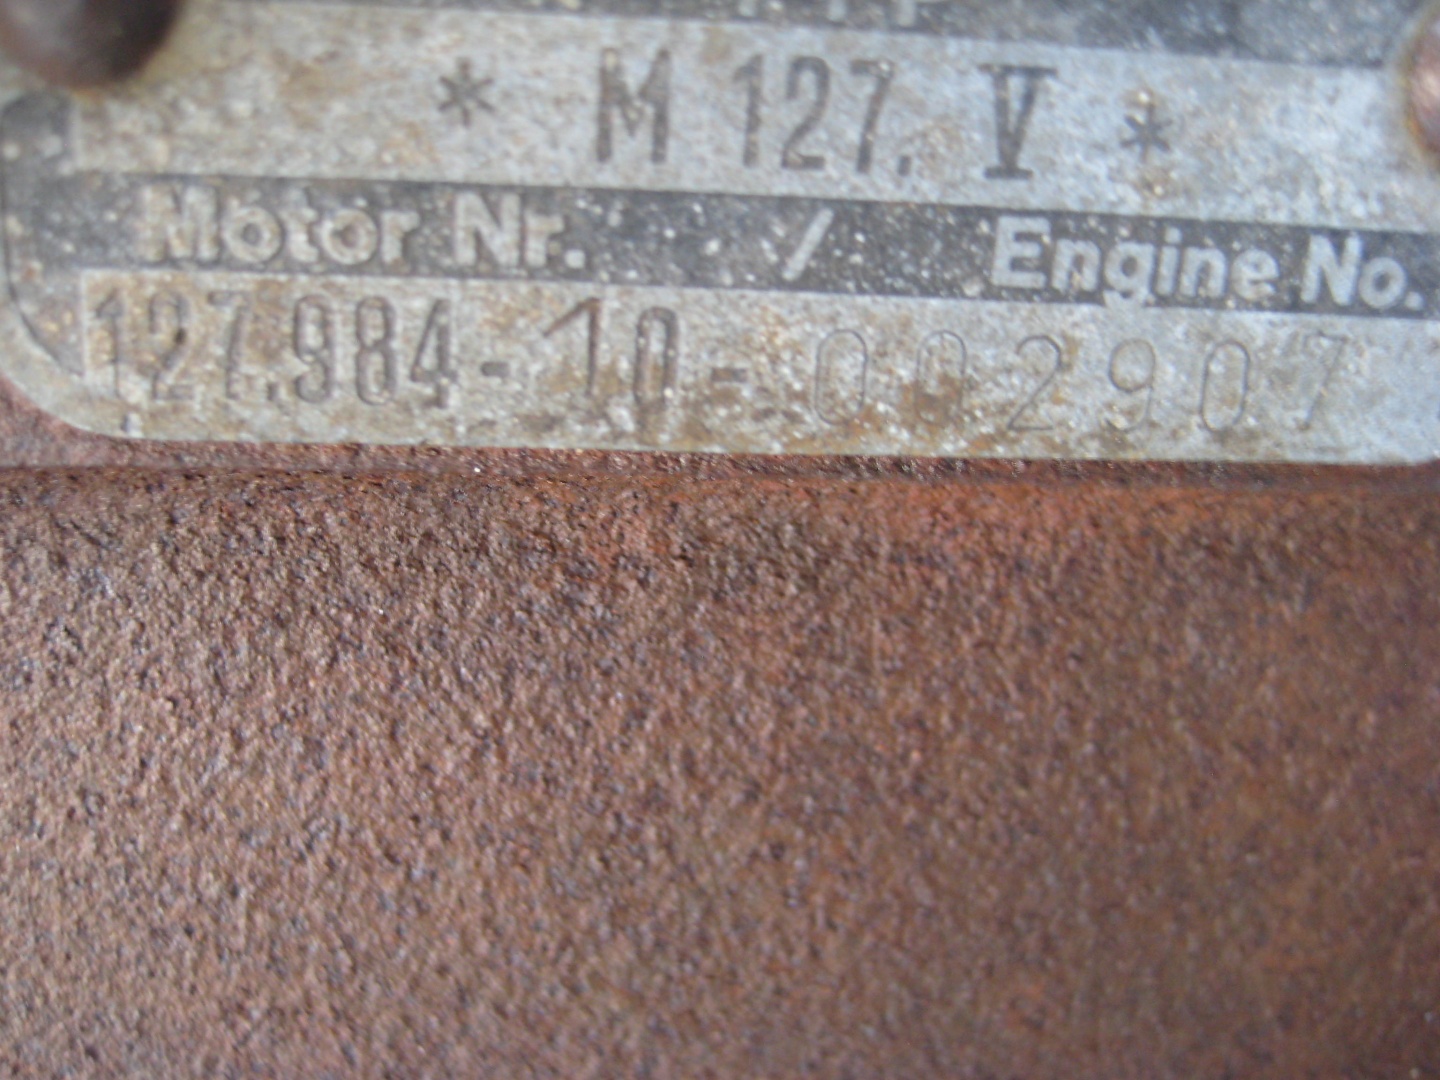 * M 127. V *
Motor Nr. / Engine No.
127.984-10-002907